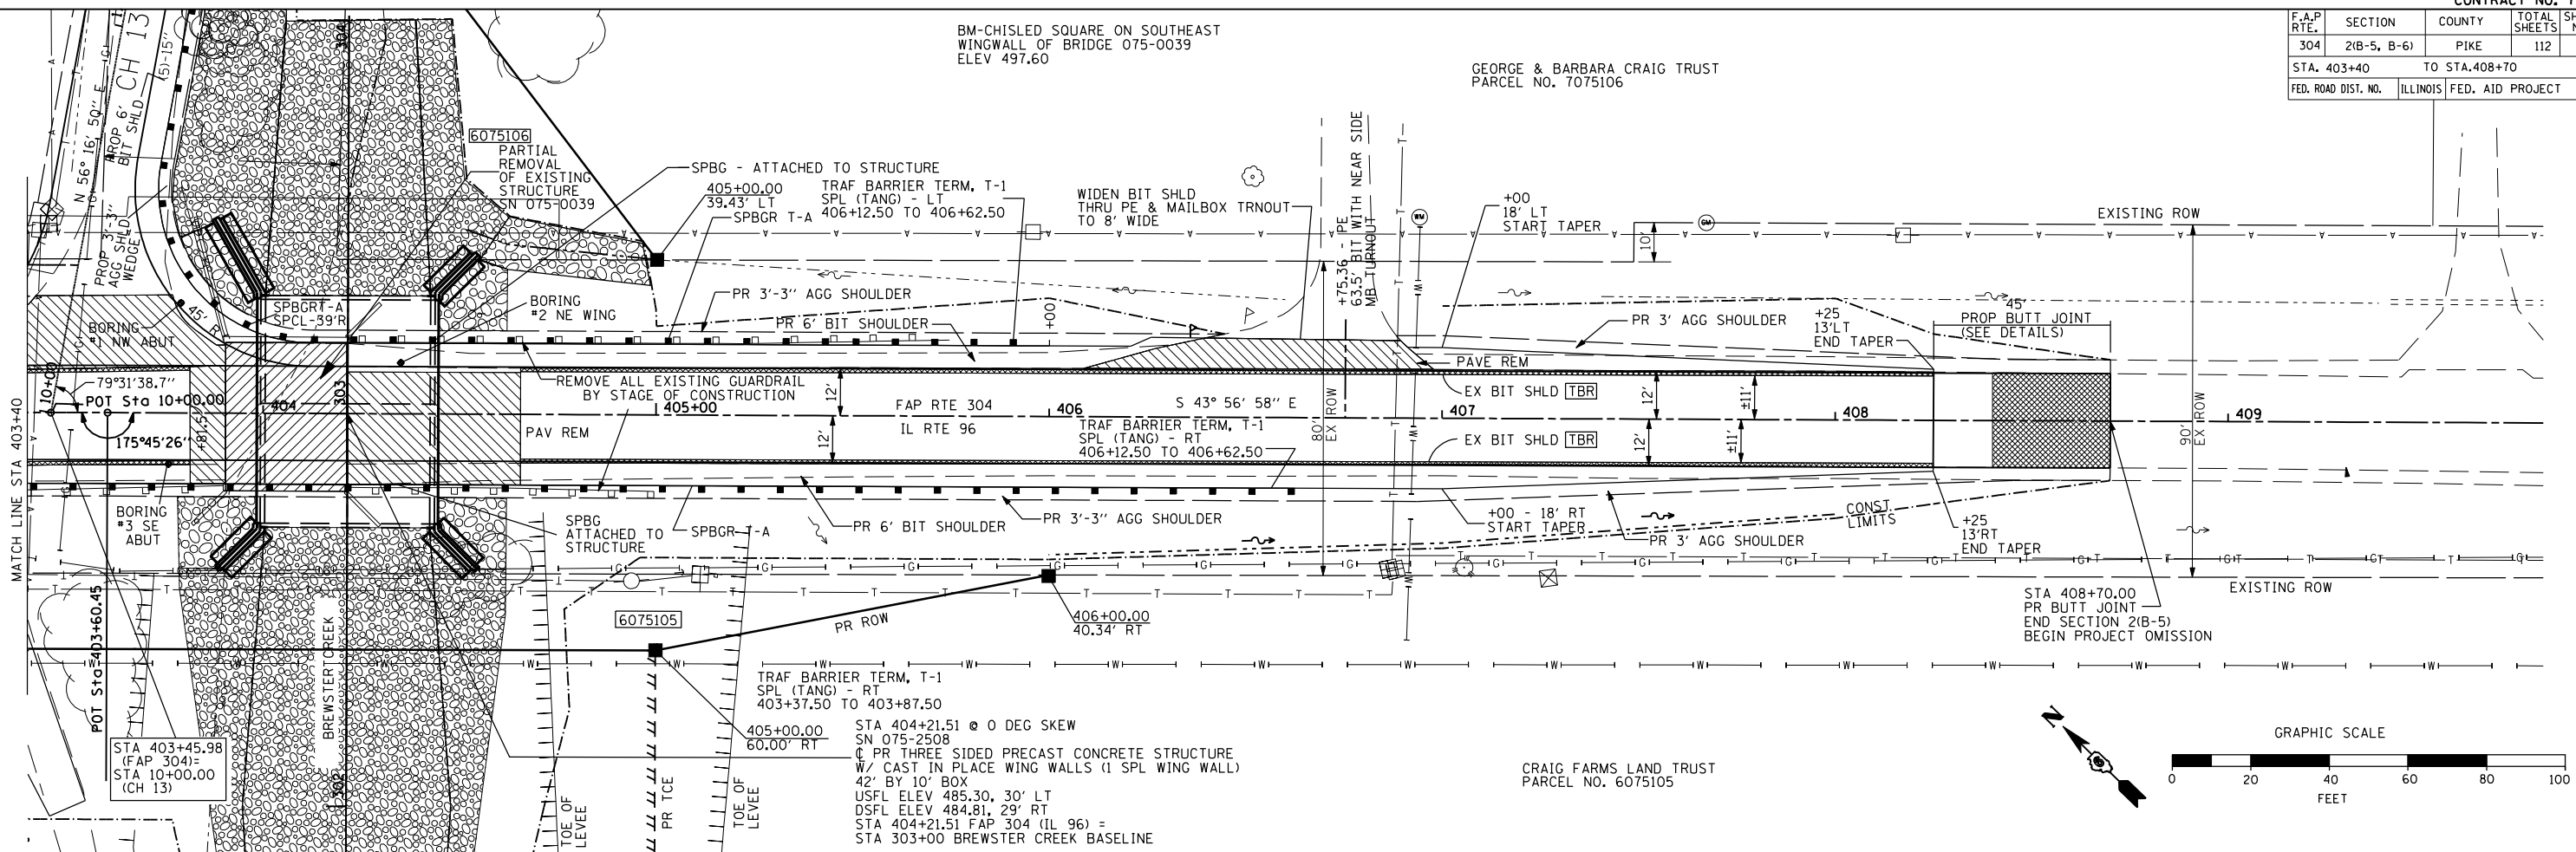 CONTRACT NO. 7
F.A.P RTE.
SECTION
COUNTY
TOTAL SHEETS
304
2(B-5, B-6)
PIKE
112
STA. 403+40 TO STA.408+70
FED. ROAD DIST. NO.
ILLINOIS
FED. AID PROJECT
BM-CHISLED SQUARE ON SOUTHEAST
WINGWALL OF BRIDGE 075-0039
ELEV 497.60
GEORGE & BARBARA CRAIG TRUST
PARCEL NO. 7075106
N 56° 16' 50" E
CH 13
PROP 6'
BIT SHLD
(5)-15"
PROP 3'-3"
AGG SHLD
WEDGE
304
6075106
PARTIAL
REMOVAL
OF EXISTING
STRUCTURE
SN 075-0039
SPBG - ATTACHED TO STRUCTURE
405+00.00
39.43' LT
SPBGR T-A
TRAF BARRIER TERM, T-1
SPL (TANG) - LT
406+12.50 TO 406+62.50
WIDEN BIT SHLD
THRU PE & MAILBOX TRNOUT
TO 8' WIDE
+75.36 - PE
63.5' BIT WITH NEAR SIDE
MB TURNOUT
WM
+00
18' LT
START TAPER
10'
GM
EXISTING ROW
BORING
#1 NW ABUT
45' R
SPBGRT-A
SPCL-39'R
BORING
#2 NE WING
PR 3'-3" AGG SHOULDER
PR 6' BIT SHOULDER
+00
PR 3' AGG SHOULDER
+25
13'LT
END TAPER
45'
PROP BUTT JOINT
(SEE DETAILS)
PAVE REM
REMOVE ALL EXISTING GUARDRAIL
BY STAGE OF CONSTRUCTION
EX BIT SHLD TBR
10+00
79°31'38.7"
POT Sta 10+00.00
175°45'26"
+81.5
404
303
405+00
12'
FAP RTE 304
IL RTE 96
406
S 43° 56' 58" E
407
12'
±11'
408
409
PAV REM
12'
TRAF BARRIER TERM, T-1
SPL (TANG) - RT
406+12.50 TO 406+62.50
80'
EX ROW
EX BIT SHLD TBR
12'
±11'
90'
EX ROW
MATCH LINE STA 403+40
BORING
#3 SE
ABUT
SPBG
ATTACHED TO
STRUCTURE
SPBGR T-A
PR 6' BIT SHOULDER
PR 3'-3" AGG SHOULDER
+00 - 18' RT
START TAPER
PR 3' AGG SHOULDER
CONST
LIMITS
+25
13'RT
END TAPER
EXISTING ROW
STA 408+70.00
PR BUTT JOINT
END SECTION 2(B-5)
BEGIN PROJECT OMISSION
6075105
PR ROW
406+00.00
40.34' RT
POT Sta 403+60.45
BREWSTER CREEK
302
TRAF BARRIER TERM, T-1
SPL (TANG) - RT
403+37.50 TO 403+87.50
405+00.00
60.00' RT
STA 403+45.98
(FAP 304)=
STA 10+00.00
(CH 13)
TOE OF
LEVEE
PR TCE
TOE OF
LEVEE
STA 404+21.51 @ 0 DEG SKEW
SN 075-2508
℄ PR THREE SIDED PRECAST CONCRETE STRUCTURE
W/ CAST IN PLACE WING WALLS (1 SPL WING WALL)
42' BY 10' BOX
USFL ELEV 485.30, 30' LT
DSFL ELEV 484.81, 29' RT
STA 404+21.51 FAP 304 (IL 96) =
STA 303+00 BREWSTER CREEK BASELINE
CRAIG FARMS LAND TRUST
PARCEL NO. 6075105
N
GRAPHIC SCALE
0 20 40 60 80 100
FEET